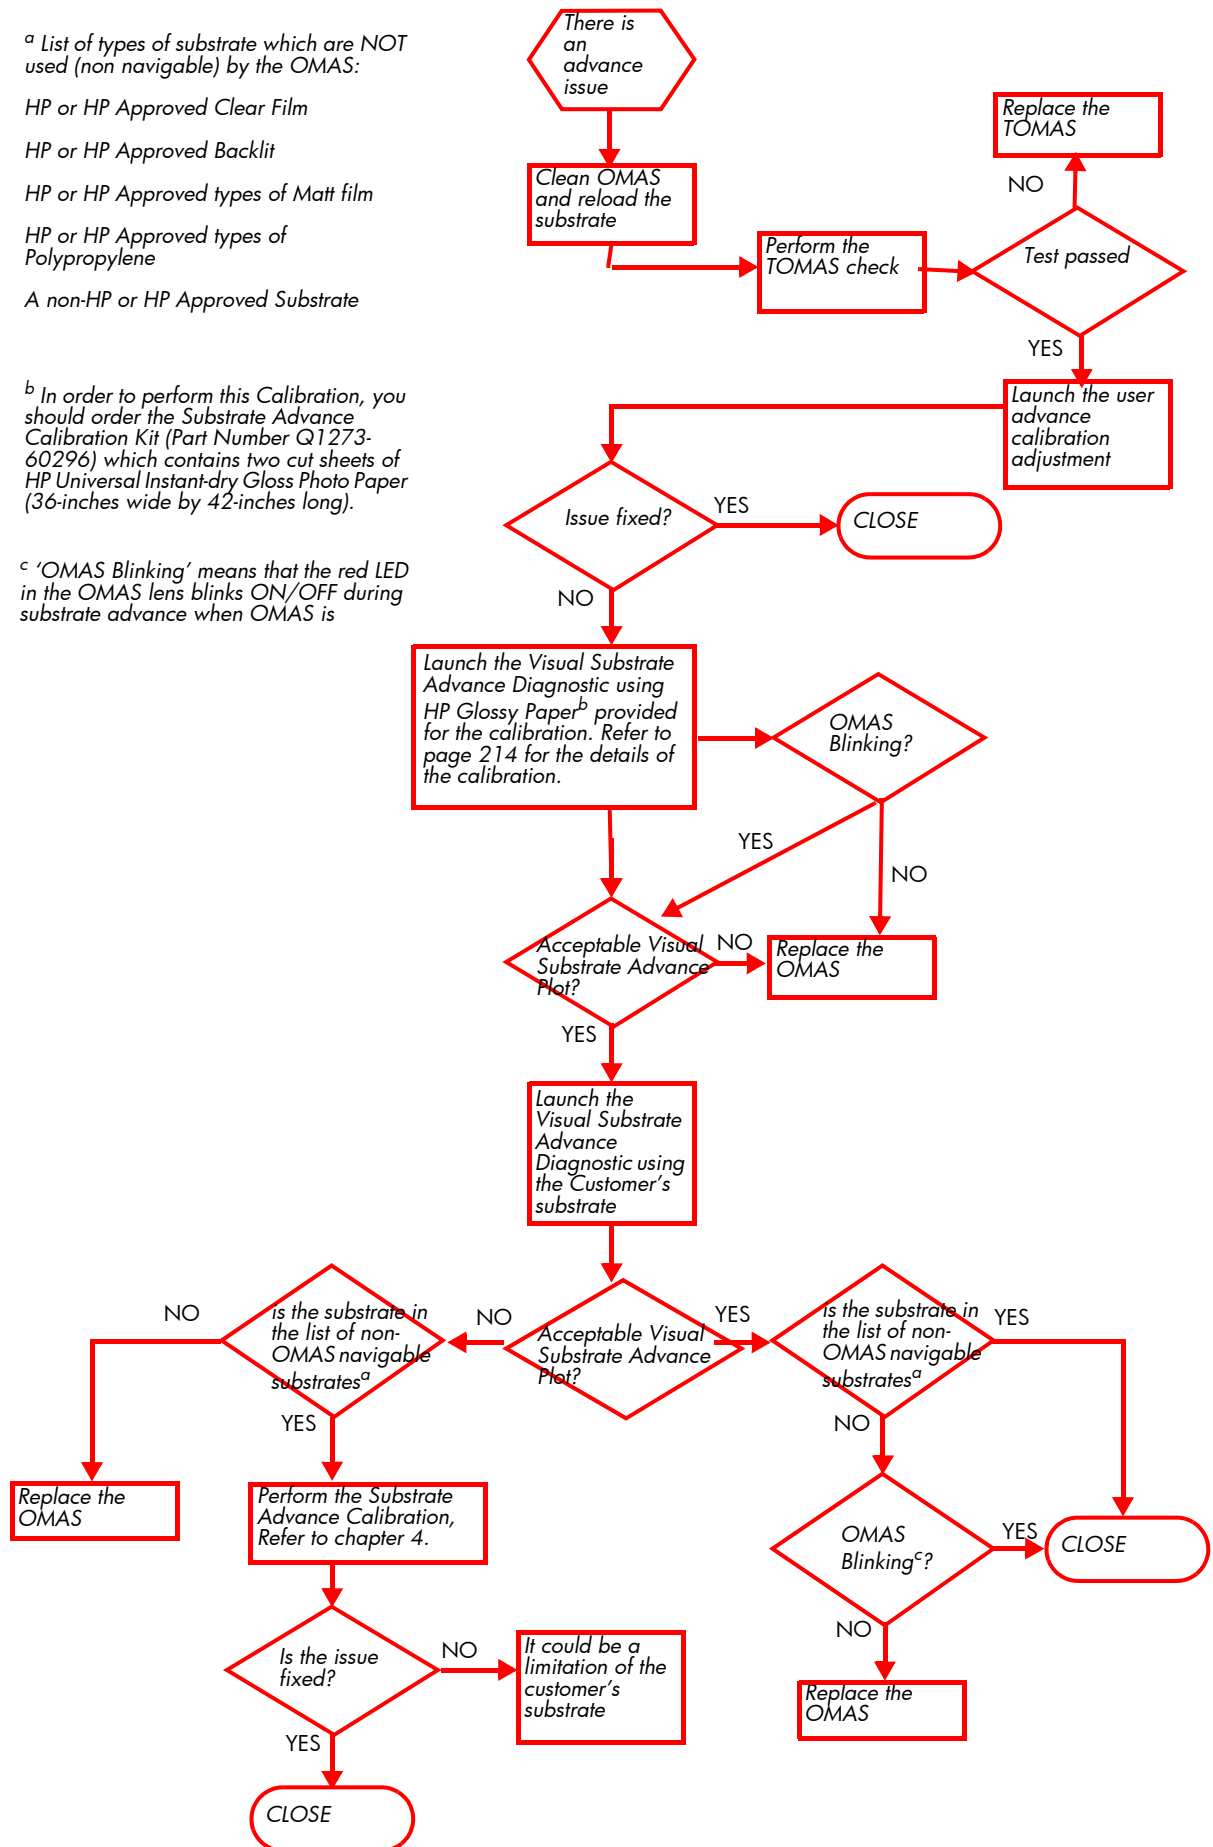 a List of types of substrate which are NOT
used (non navigable) by the OMAS:
HP or HP Approved Clear Film
HP or HP Approved Backlit
HP or HP Approved types of Matt film
HP or HP Approved types of
Polypropylene
A non-HP or HP Approved Substrate
b In order to perform this Calibration, you
should order the Substrate Advance
Calibration Kit (Part Number Q1273-
60296) which contains two cut sheets of
HP Universal Instant-dry Gloss Photo Paper
(36-inches wide by 42-inches long).
c ‘OMAS Blinking’ means that the red LED
in the OMAS lens blinks ON/OFF during
substrate advance when OMAS is
There is
an
advance
issue
Clean OMAS
and reload the
substrate
Perform the
TOMAS check
Test passed
NO
Replace the
TOMAS
YES
Launch the user
advance
calibration
adjustment
Issue fixed?
YES
CLOSE
NO
Launch the Visual Substrate
Advance Diagnostic using
HP Glossy Paperb provided
for the calibration. Refer to
page 214 for the details of
the calibration.
OMAS
Blinking?
YES
NO
Acceptable Visual
Substrate Advance
Plot?
NO
Replace the
OMAS
YES
Launch the
Visual Substrate
Advance
Diagnostic using
the Customer’s
substrate
Acceptable Visual
Substrate Advance
Plot?
NO
is the substrate in
the list of non-
OMAS navigable
substratesa
NO
Replace the
OMAS
YES
Perform the Substrate
Advance Calibration,
Refer to chapter 4.
Is the issue
fixed?
NO
It could be a
limitation of the
customer’s
substrate
YES
CLOSE
YES
is the substrate in
the list of non-
OMAS navigable
substratesa
YES
NO
OMAS
Blinkingc?
YES
CLOSE
NO
Replace the
OMAS